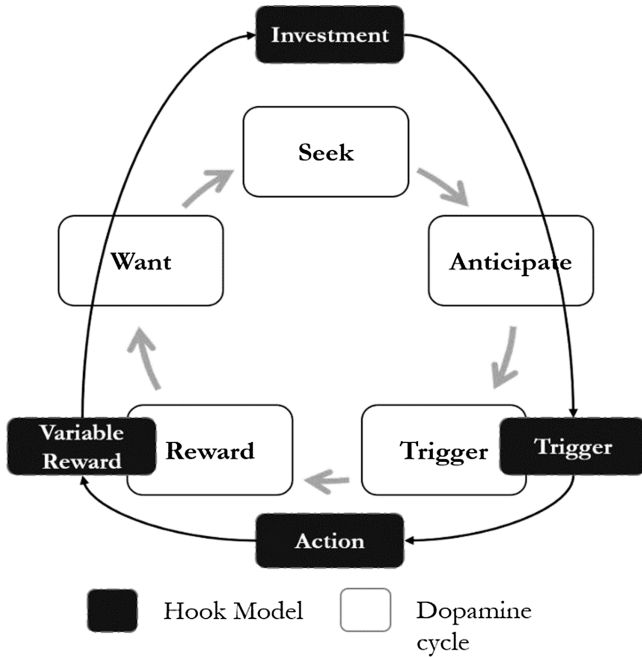 Investment
Seek
Want
Anticipate
Variable
Reward
Reward
Trigger
Trigger
Action
Hook Model
Dopamine
cycle